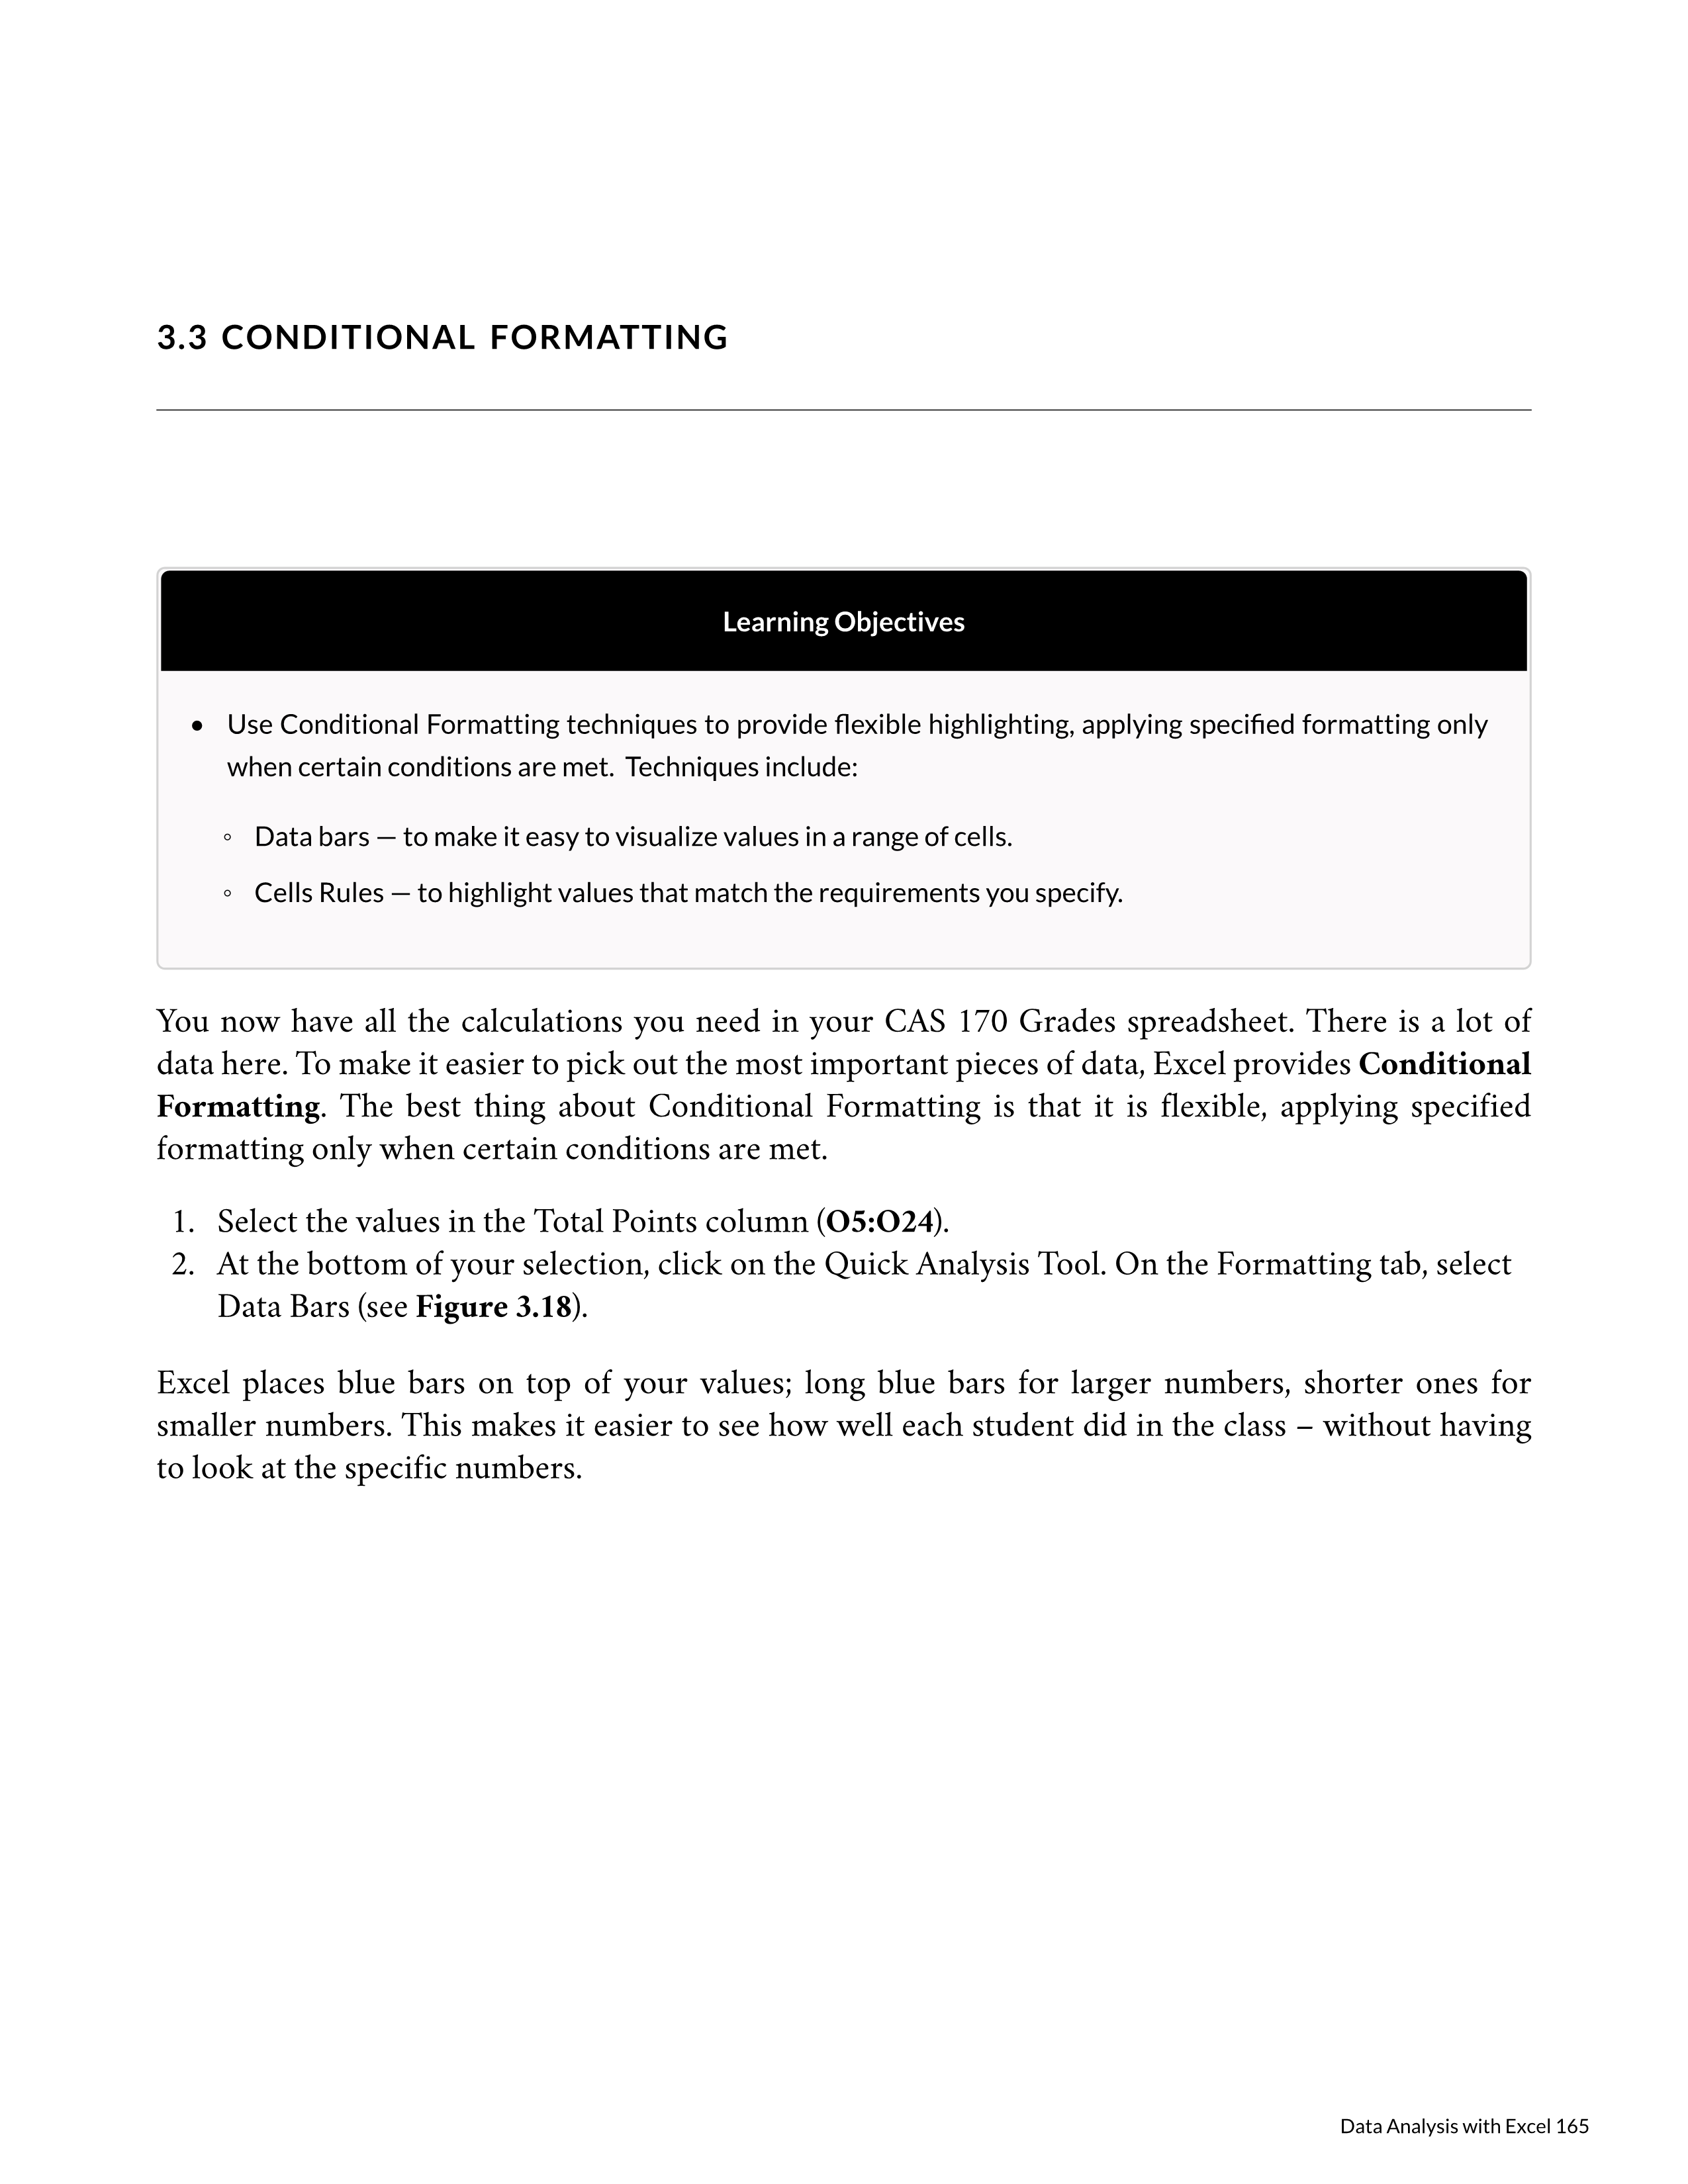 3.3 CONDITIONAL FORMATTING
Learning Objectives
• Use Conditional Formatting techniques to provide flexible highlighting, applying specified formatting only
when certain conditions are met. Techniques include:
◦ Data bars — to make it easy to visualize values in a range of cells.
◦ Cells Rules — to highlight values that match the requirements you specify.
You now have all the calculations you need in your CAS 170 Grades spreadsheet. There is a lot of
data here. To make it easier to pick out the most important pieces of data, Excel provides Conditional
Formatting. The best thing about Conditional Formatting is that it is flexible, applying specified
formatting only when certain conditions are met.
1. Select the values in the Total Points column (O5:O24).
2. At the bottom of your selection, click on the Quick Analysis Tool. On the Formatting tab, select
Data Bars (see Figure 3.18).
Excel places blue bars on top of your values; long blue bars for larger numbers, shorter ones for
smaller numbers. This makes it easier to see how well each student did in the class – without having
to look at the specific numbers.
Data Analysis with Excel 165